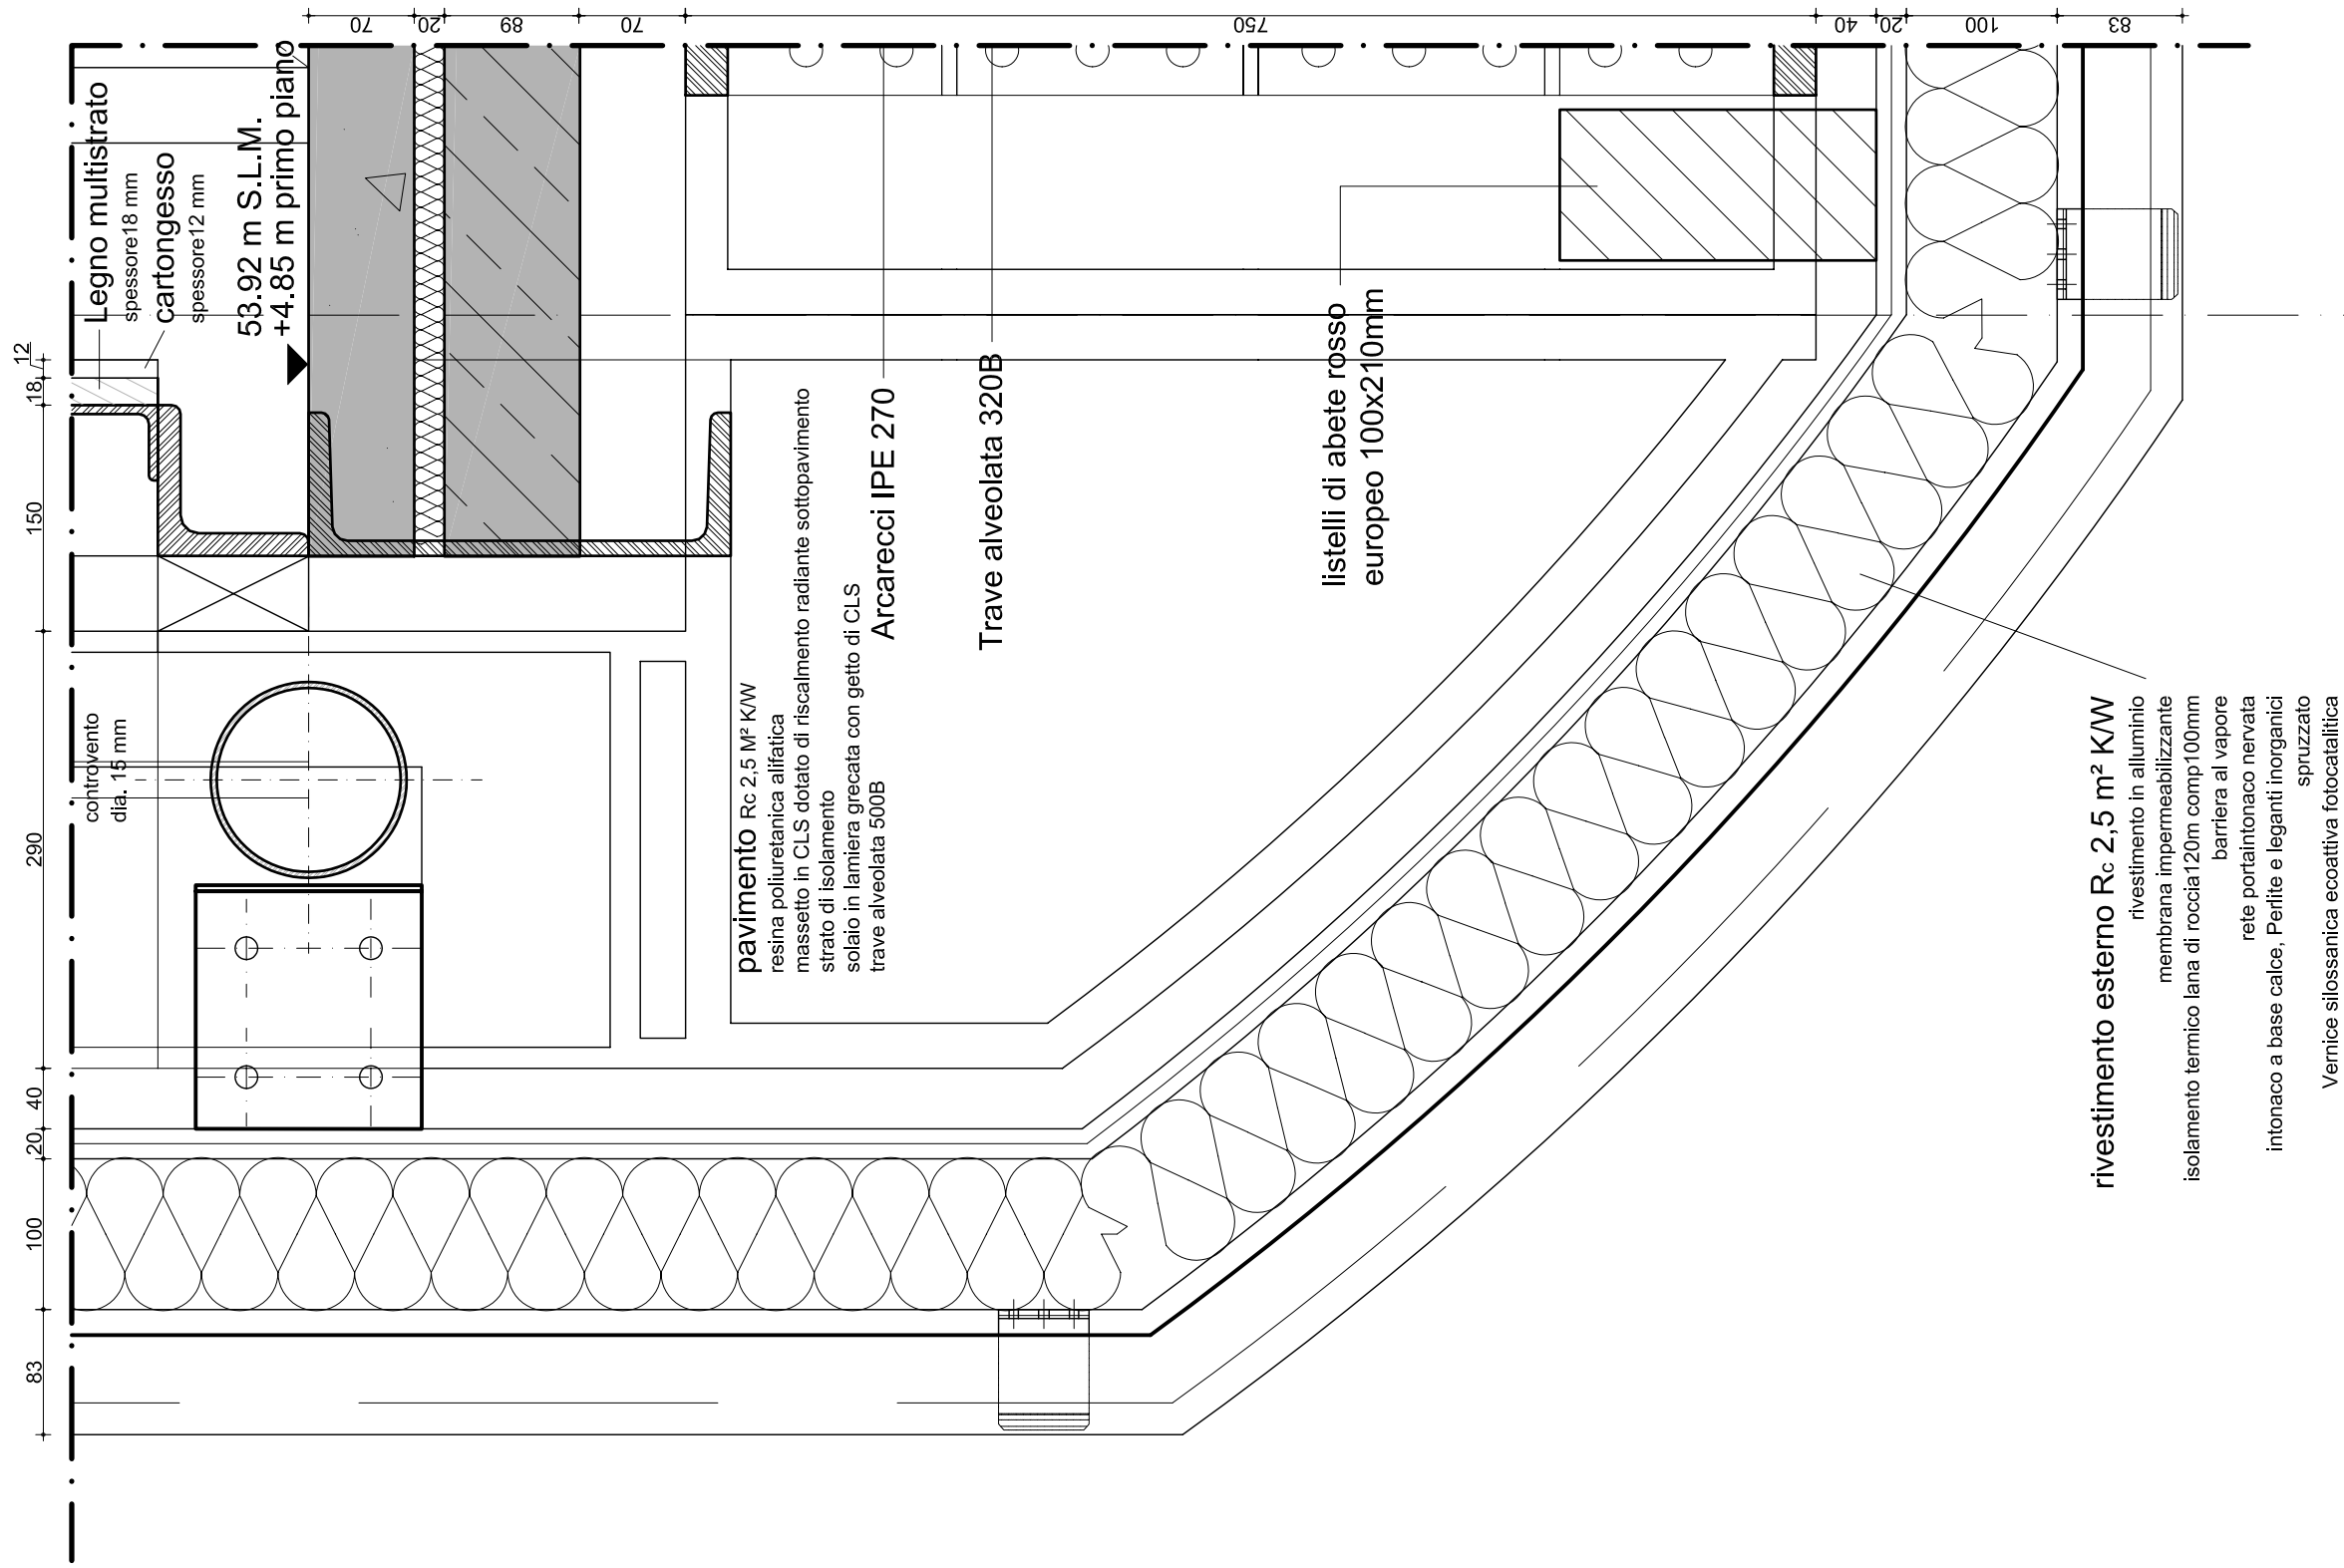 70
20
89
70
750
40
20
100
83
12
18
150
290
40
20
100
83
Legno multistrato
spessore18 mm
cartongesso
spessore12 mm
53.92 m S.L.M.
+4.85 m primo piano
controvento
dia. 15 mm
pavimento Rc 2,5 M² K/W
resina poliuretanica alifatica
massetto in CLS dotato di riscalmento radiante sottopavimento
strato di isolamento
solaio in lamiera grecata con getto di CLS
trave alveolata 500B
Arcarecci IPE 270
Trave alveolata 320B
listelli di abete rosso
europeo 100x210mm
rivestimento esterno Rc 2,5 m² K/W
rivestimento in alluminio
membrana impermeabilizzante
isolamento termico lana di roccia120m comp100mm
barriera al vapore
rete portaintonaco nervata
intonaco a base calce, Perlite e leganti inorganici
spruzzato
Vernice silossanica ecoattiva fotocatalitica